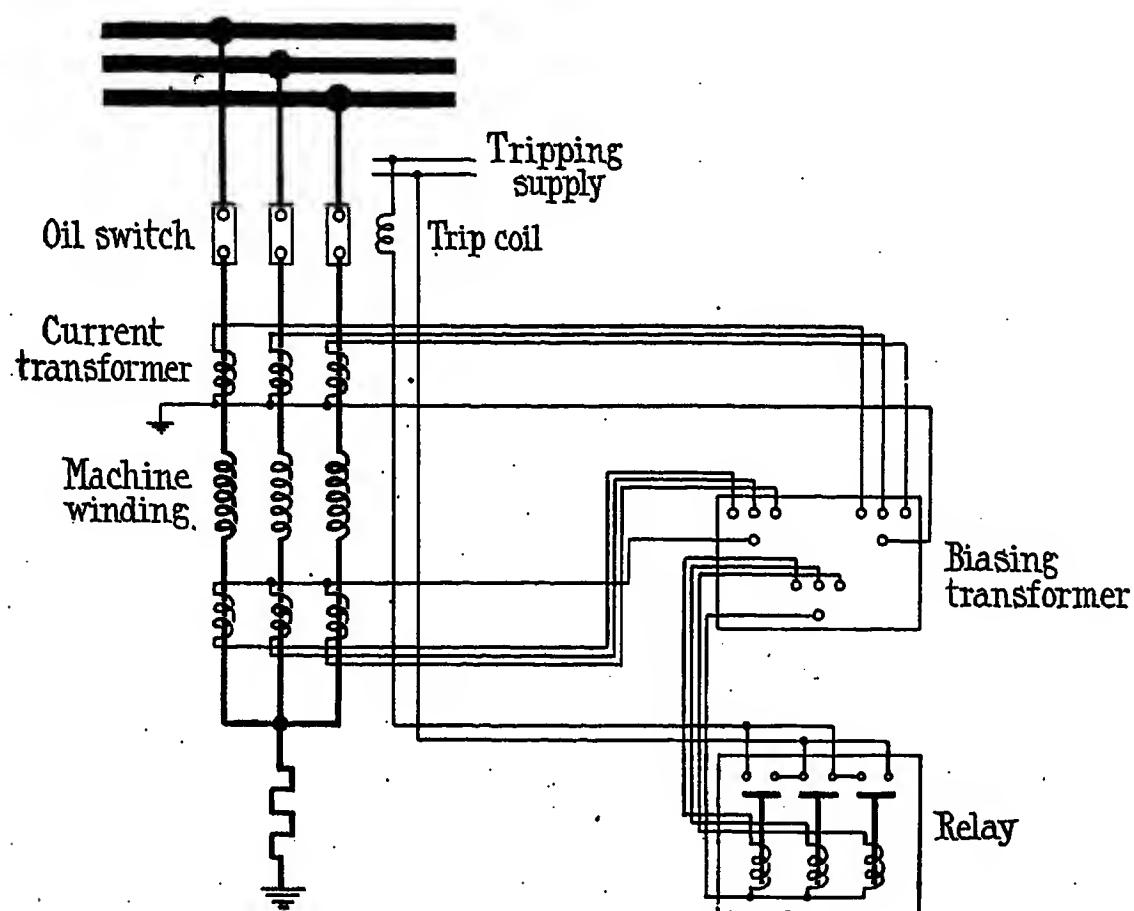 Tripping
supply
Oil switch
Trip coil
Current
transformer
Machine
winding.
Biasing
transformer
Relay